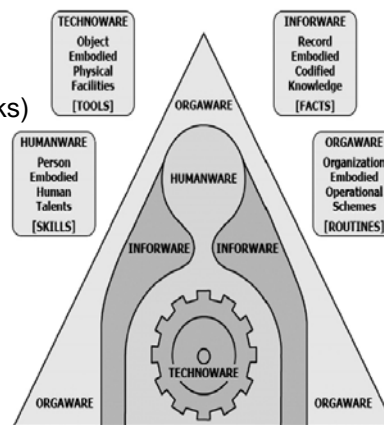 TECHNOWARE
Object
Embodied
Physical
Facilities
[TOOLS]
INFORWARE
Record
Embodied
Codified
Knowledge
[FACTS]
ks)
HUMANWARE
Person
Embodied
Human
Talents
[SKILLS]
ORGAWARE
Organization
Embodied
Operational
Schemes
[ROUTINES]
ORGAWARE
HUMANWARE
INFORWARE INFORWARE
TECHNOWARE
ORGAWARE ORGAWARE